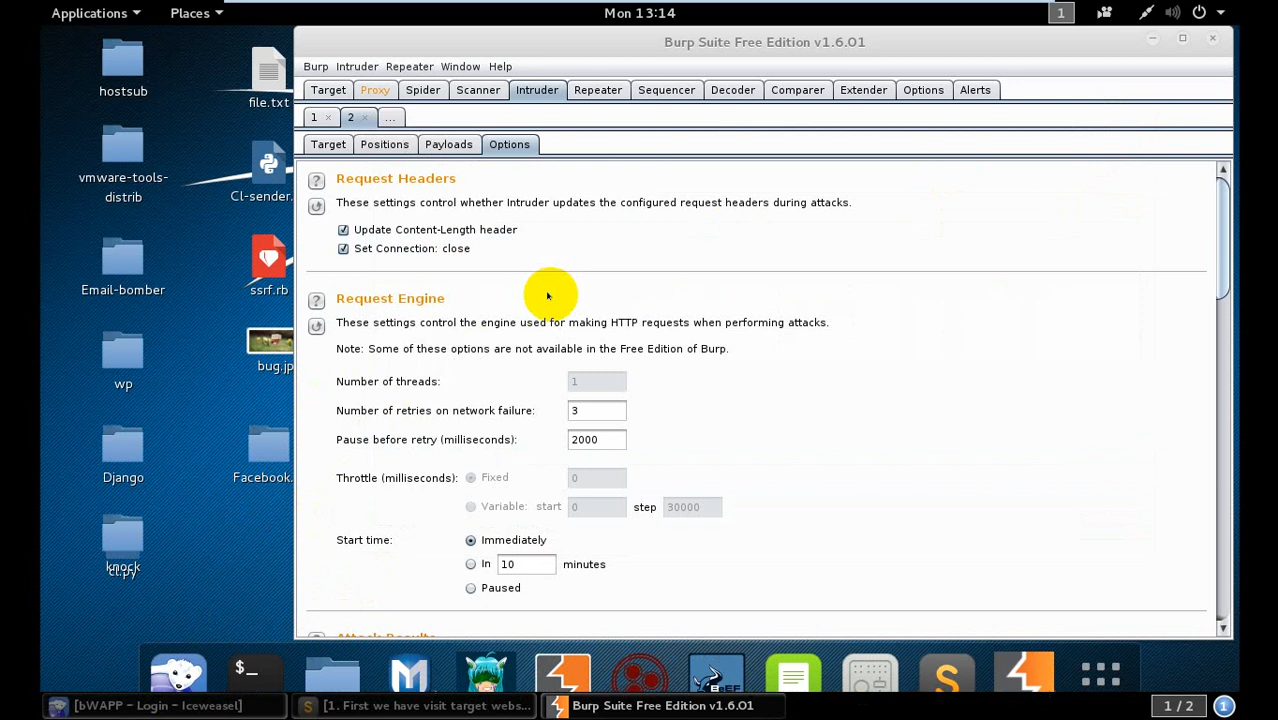 Applications Places Mon 13:14 1
hostsub
file.txt
vmware-tools-distrib
Cl-sender.
Email-bomber
ssrf.rb
wp
bug.jp
Django
Facebook.
knock
cl.py
Burp Suite Free Edition v1.6.01
Burp Intruder Repeater Window Help
Target Proxy Spider Scanner Intruder Repeater Sequencer Decoder Comparer Extender Options Alerts
1 × 2 × ...
Target Positions Payloads Options
? Request Headers
These settings control whether Intruder updates the configured request headers during attacks.
Update Content-Length header
Set Connection: close
? Request Engine
These settings control the engine used for making HTTP requests when performing attacks.
Note: Some of these options are not available in the Free Edition of Burp.
Number of threads: 1
Number of retries on network failure: 3
Pause before retry (milliseconds): 2000
Throttle (milliseconds): Fixed 0
Variable: start 0 step 30000
Start time: Immediately
In 10 minutes
Paused
Attack Results
>_ BeEF S
[bWAPP - Login - Iceweasel] [1. First we have visit target webs... Burp Suite Free Edition v1.6.01 1 / 2